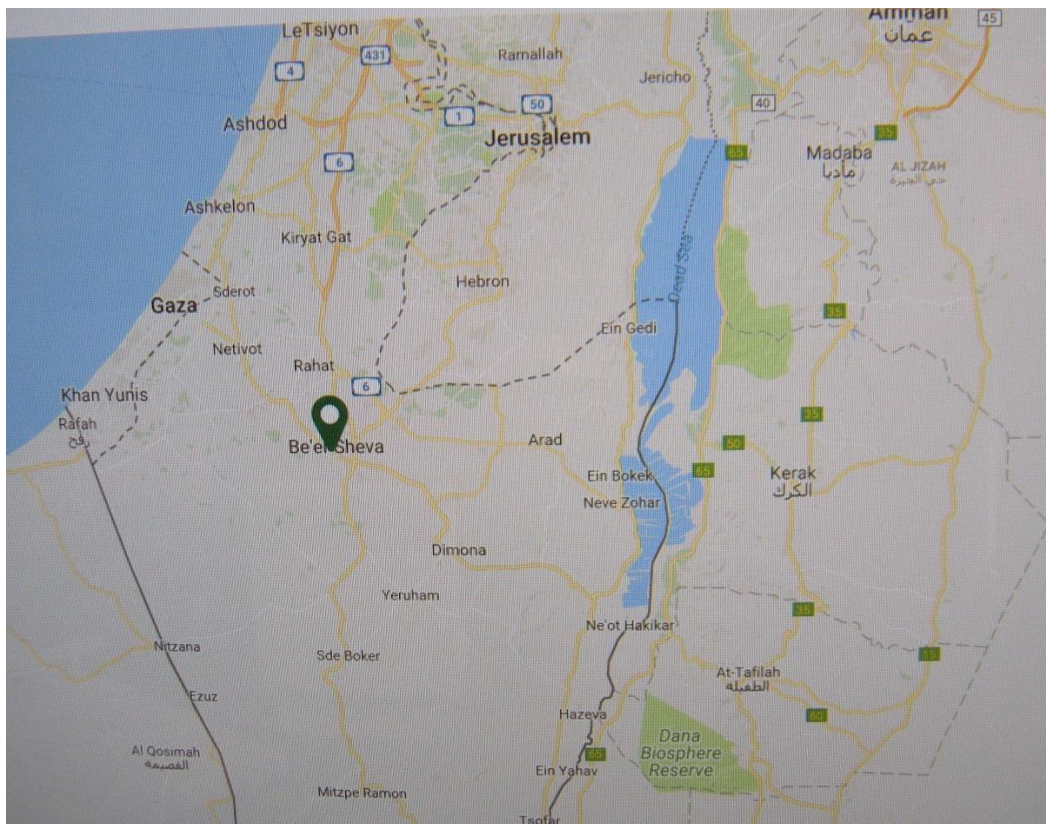 LeTsiyon
431
4
Ramallah
Jericho
Amman
عمان
45
Ashdod
1
50
40
Jerusalem
6
65
35
Madaba
مادبا
AL JIZAH
حي الجيزة
Ashkelon
Kiryat Gat
Hebron
Dead Sea
Gaza
Sderot
Netivot
Ein Gedi
35
Rahat
6
Khan Yunis
Rafah
رفح
Be'er Sheva
Arad
35
50
Ein Bokek
65
Kerak
الكرك
Neve Zohar
Dimona
Yeruham
Ne'ot Hakikar
35
Nitzana
Sde Boker
15
At-Tafilah
الطفيلة
Ezuz
Hazeva
60
Al Qosimah
القصيمة
Dana
Biosphere
Reserve
65
Ein Yahav
Mitzpe Ramon
Tsofar